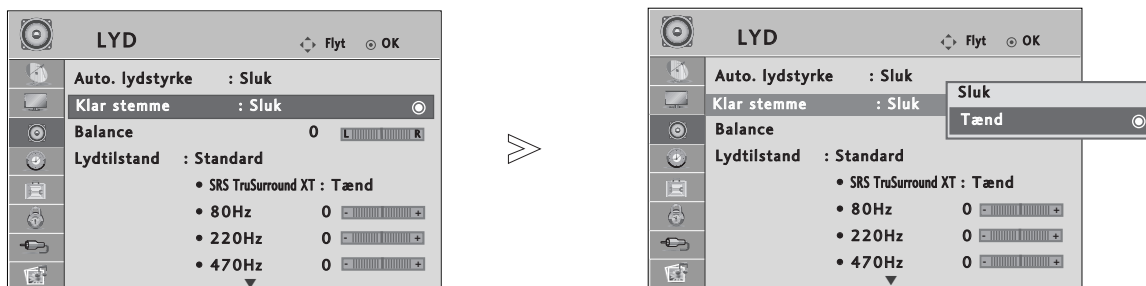 LYD
Flyt OK
Auto. lydstyrke : Sluk
Klar stemme : Sluk
Balance 0 L R
Lydtilstand : Standard
• SRS TruSurround XT : Tænd
• 80Hz 0 - +
• 220Hz 0 - +
• 470Hz 0 - +
LYD
Flyt OK
Auto. lydstyrke : Sluk
Klar stemme : Sluk
Sluk
Tænd
Balance
Lydtilstand : Standard
• SRS TruSurround XT : Tænd
• 80Hz 0 - +
• 220Hz 0 - +
• 470Hz 0 - +